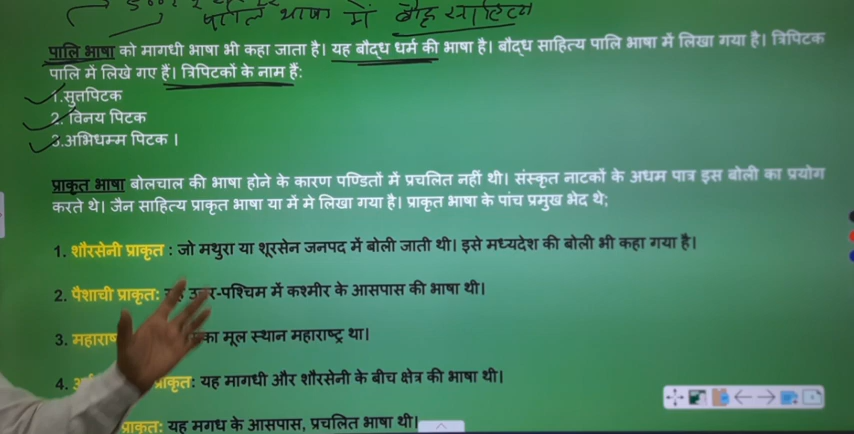 पालि भाषा में बौद्ध साहित्य
पालि भाषा को मागधी भाषा भी कहा जाता है। यह बौद्ध धर्म की भाषा है। बौद्ध साहित्य पालि भाषा में लिखा गया है। त्रिपिटक
पालि में लिखे गए हैं। त्रिपिटकों के नाम हैं:
1.सुत्तपिटक
2. विनय पिटक
3.अभिधम्म पिटक ।
प्राकृत भाषा बोलचाल की भाषा होने के कारण पण्डितों में प्रचलित नहीं थी। संस्कृत नाटकों के अधम पात्र इस बोली का प्रयोग
करते थे। जैन साहित्य प्राकृत भाषा या में मे लिखा गया है। प्राकृत भाषा के पांच प्रमुख भेद थे;
1. शौरसेनी प्राकृत : जो मथुरा या शूरसेन जनपद में बोली जाती थी। इसे मध्यदेश की बोली भी कहा गया है।
2. पैशाची प्राकृत: उत्तर-पश्चिम में कश्मीर के आसपास की भाषा थी।
3. मूल स्थान महाराष्ट्र था।
4. प्राकृत: यह मागधी और शौरसेनी के बीच क्षेत्र की भाषा थी।
प्राकृत: यह मगध के आसपास, प्रचलित भाषा थी।